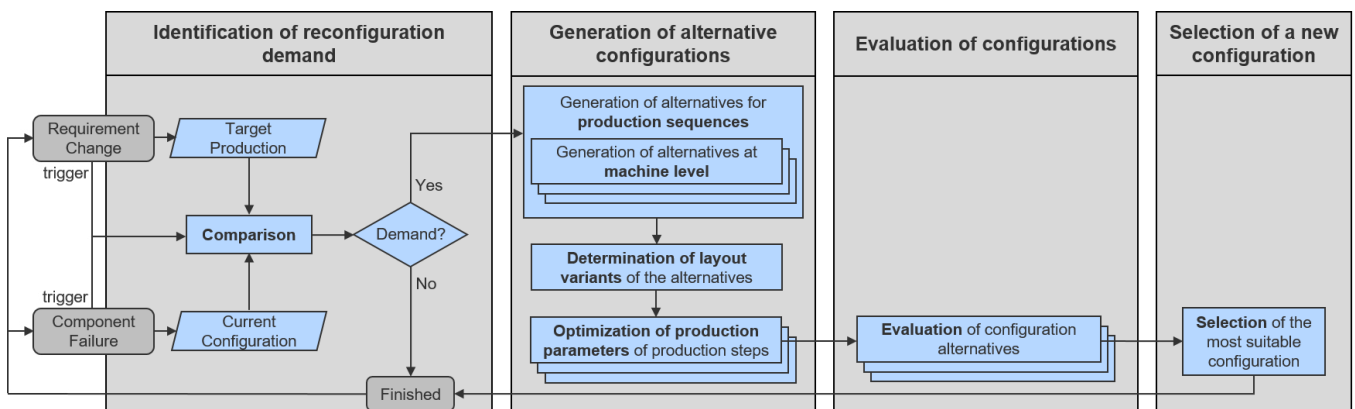 Identification of reconfiguration
demand
Generation of alternative
configurations
Evaluation of configurations
Selection of a new
configuration
Requirement
Change
trigger
Target
Production
Comparison
Demand?
Yes
No
trigger
Component
Failure
Current
Configuration
Finished
Generation of alternatives for
production sequences
Generation of alternatives at
machine level
Determination of layout
variants of the alternatives
Optimization of production
parameters of production steps
Evaluation of configuration
alternatives
Selection of the
most suitable
configuration